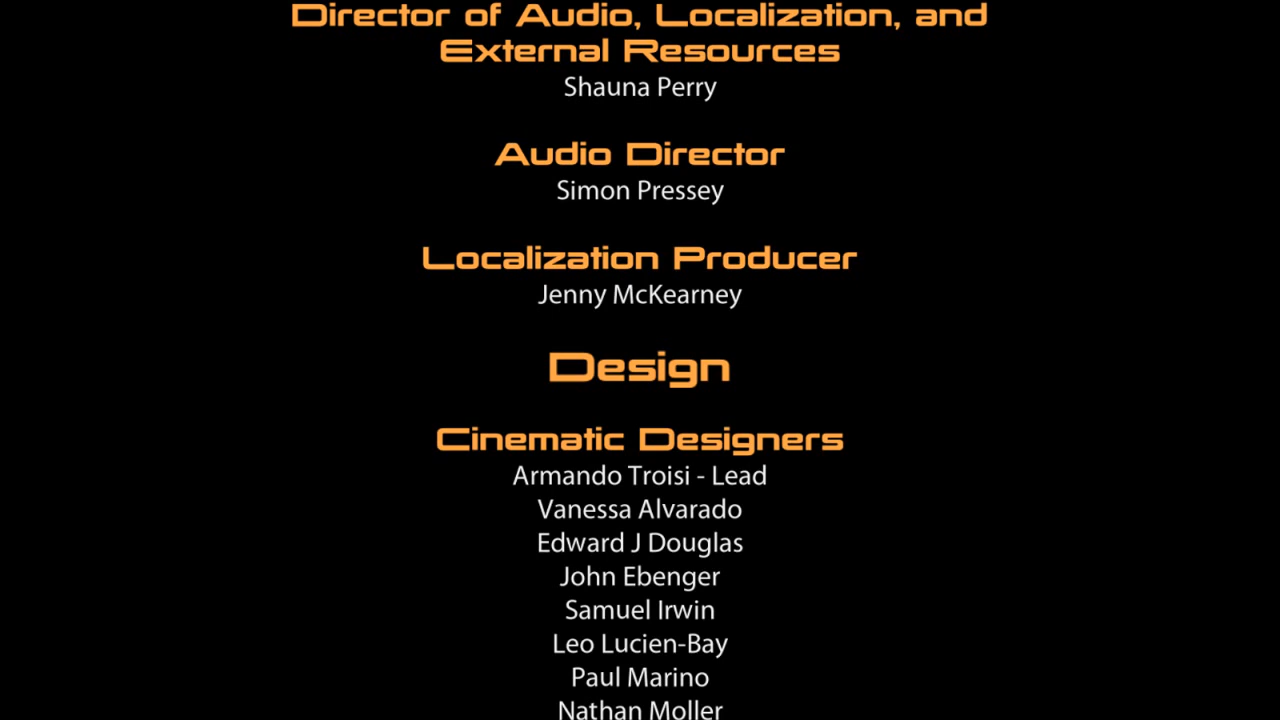 Director of Audio, Localization, and
External Resources
Shauna Perry
Audio Director
Simon Pressey
Localization Producer
Jenny McKearney
Design
Cinematic Designers
Armando Troisi - Lead
Vanessa Alvarado
Edward J Douglas
John Ebenger
Samuel Irwin
Leo Lucien-Bay
Paul Marino
Nathan Moller